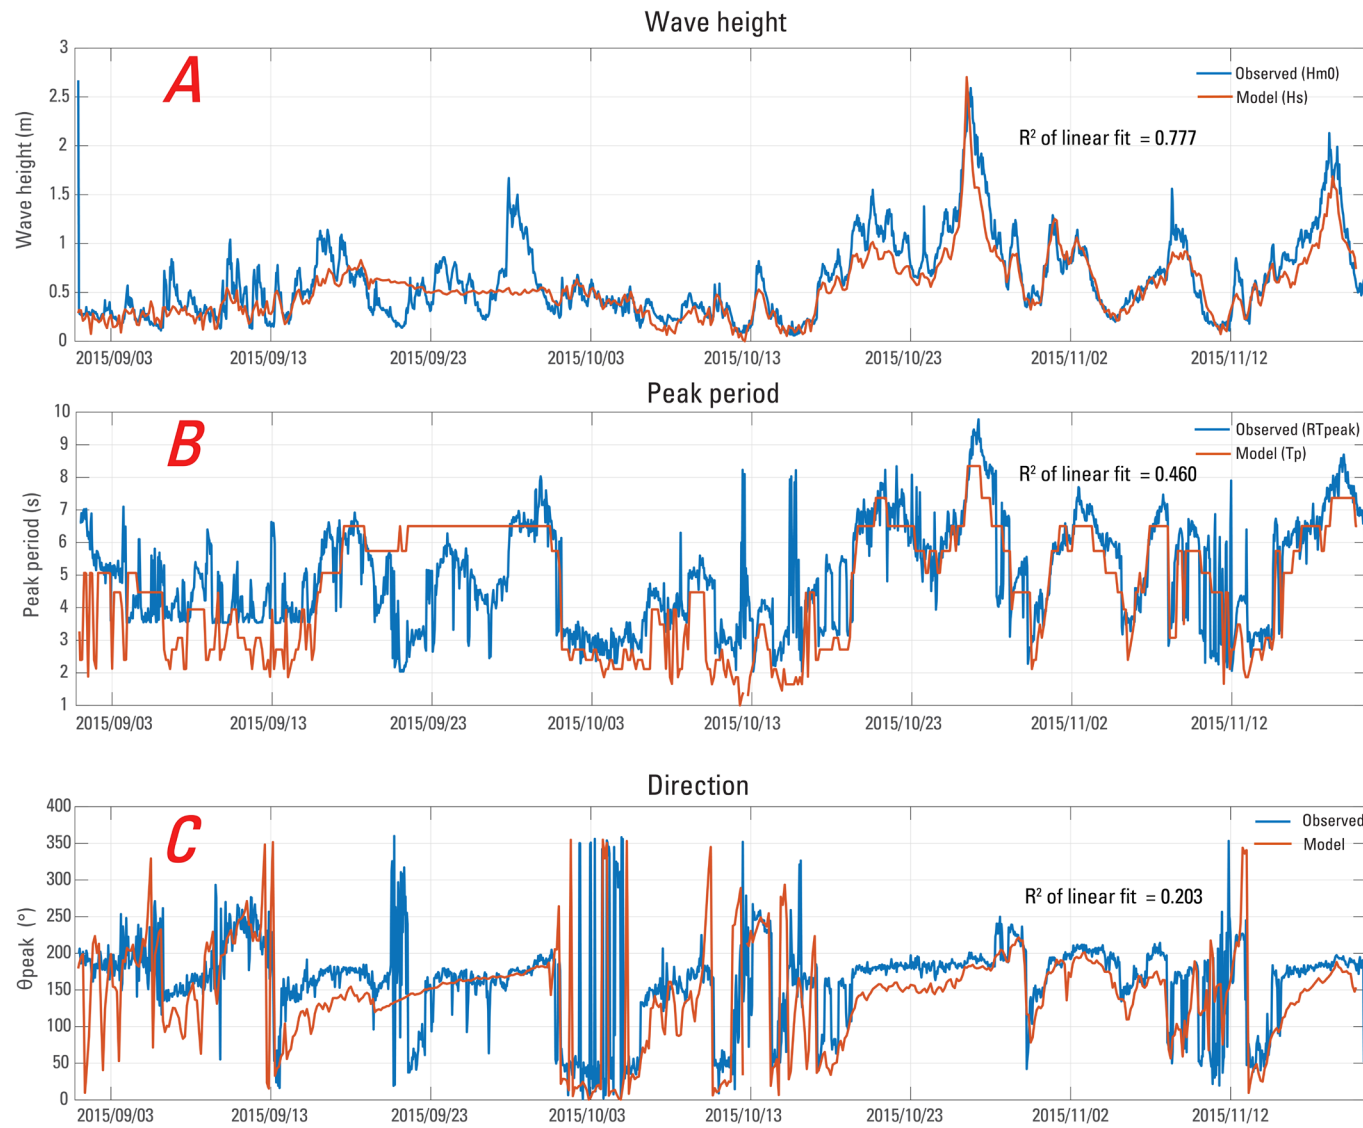 Wave height
A
Observed (Hm0)
Model (Hs)
R² of linear fit = 0.777
Wave height (m)
3
2.5
2
1.5
1
0.5
0
2015/09/03 2015/09/13 2015/09/23 2015/10/03 2015/10/13 2015/10/23 2015/11/02 2015/11/12
Peak period
B
Observed (RTpeak)
Model (Tp)
R² of linear fit = 0.460
Peak period (s)
10
9
8
7
6
5
4
3
2
1
2015/09/03 2015/09/13 2015/09/23 2015/10/03 2015/10/13 2015/10/23 2015/11/02 2015/11/12
Direction
C
Observed
Model
R² of linear fit = 0.203
θpeak (°)
400
350
300
250
200
150
100
50
0
2015/09/03 2015/09/13 2015/09/23 2015/10/03 2015/10/13 2015/10/23 2015/11/02 2015/11/12